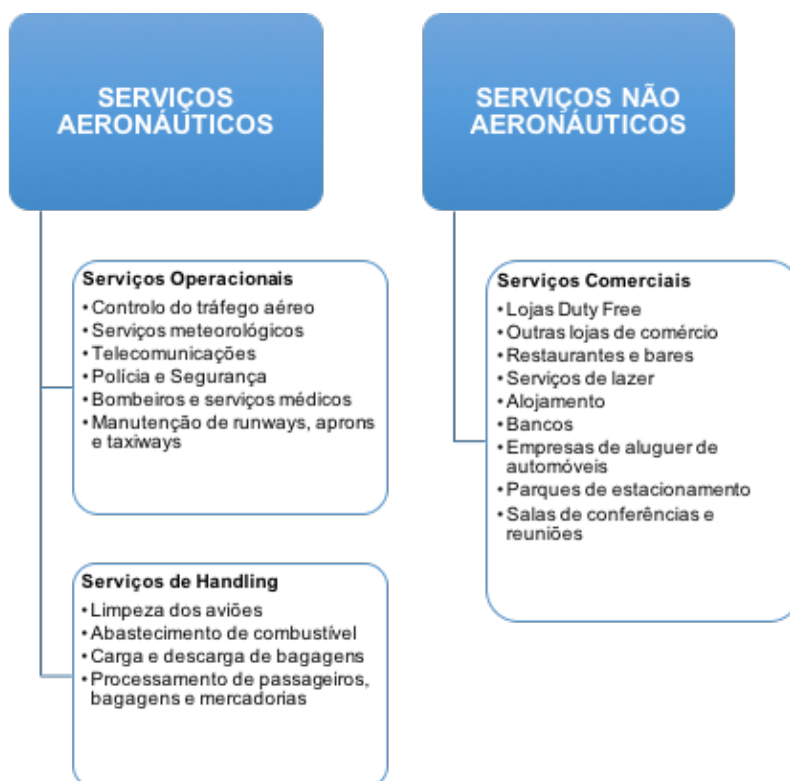 SERVIÇOS
AERONÁUTICOS
Serviços Operacionais
• Controlo do tráfego aéreo
• Serviços meteorológicos
• Telecomunicações
• Polícia e Segurança
• Bombeiros e serviços médicos
• Manutenção de runways, aprons
e taxiways
Serviços de Handling
• Limpeza dos aviões
• Abastecimento de combustível
• Carga e descarga de bagagens
• Processamento de passageiros,
bagagens e mercadorias
SERVIÇOS NÃO
AERONÁUTICOS
Serviços Comerciais
• Lojas Duty Free
• Outras lojas de comércio
• Restaurantes e bares
• Serviços de lazer
• Alojamento
• Bancos
• Empresas de aluguer de
automóveis
• Parques de estacionamento
• Salas de conferências e
reuniões